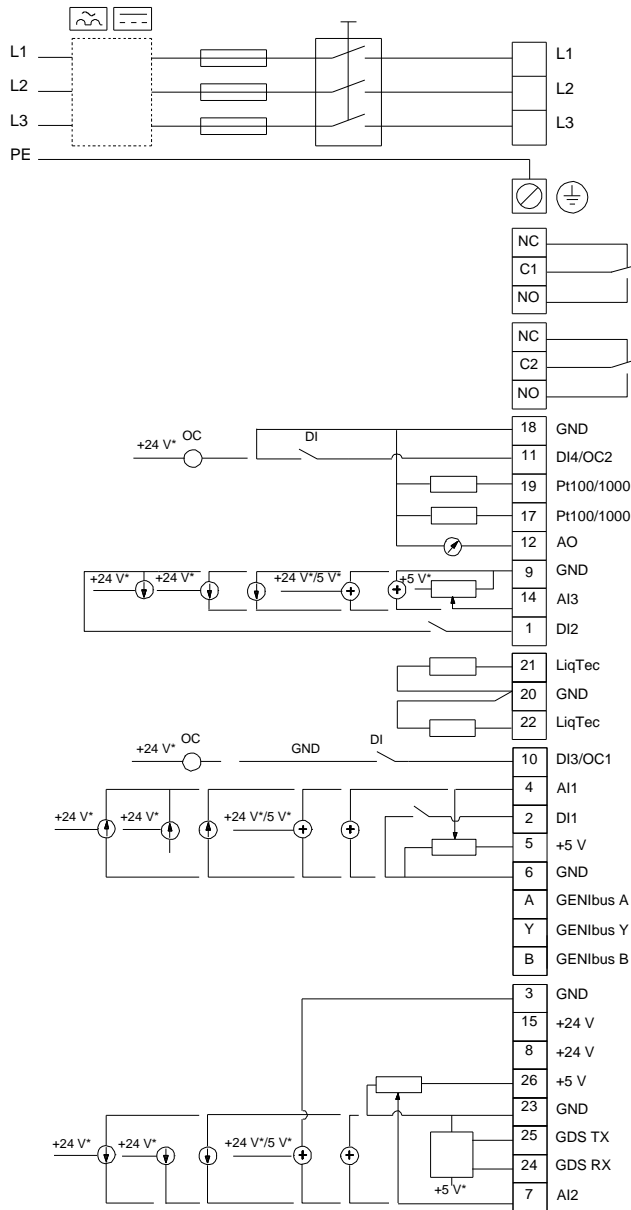 L1 L1
L2 L2
L3 L3
PE
NC
C1
NO
NC
C2
NO
18 GND
+24 V* OC DI 11 DI4/OC2
19 Pt100/1000
17 Pt100/1000
12 AO
9 GND
+24 V* +24 V* +24 V*/5 V* +5 V*
14 AI3
1 DI2
21 LiqTec
20 GND
22 LiqTec
+24 V* OC GND DI 10 DI3/OC1
4 AI1
+24 V* +24 V* +24 V*/5 V* 2 DI1
5 +5 V
6 GND
A GENIbus A
Y GENIbus Y
B GENIbus B
3 GND
15 +24 V
8 +24 V
26 +5 V
23 GND
25 GDS TX
+24 V* +24 V* +24 V*/5 V*
24 GDS RX
+5 V*
7 AI2